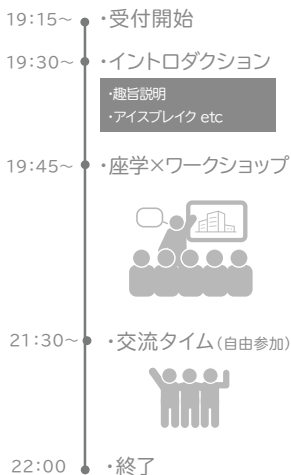 19:15~ ・受付開始
19:30~ ・イントロダクション
・趣旨説明
・アイスブレイク etc
19:45~ ・座学×ワークショップ
21:30~ ・交流タイム(自由参加)
22:00 ・終了